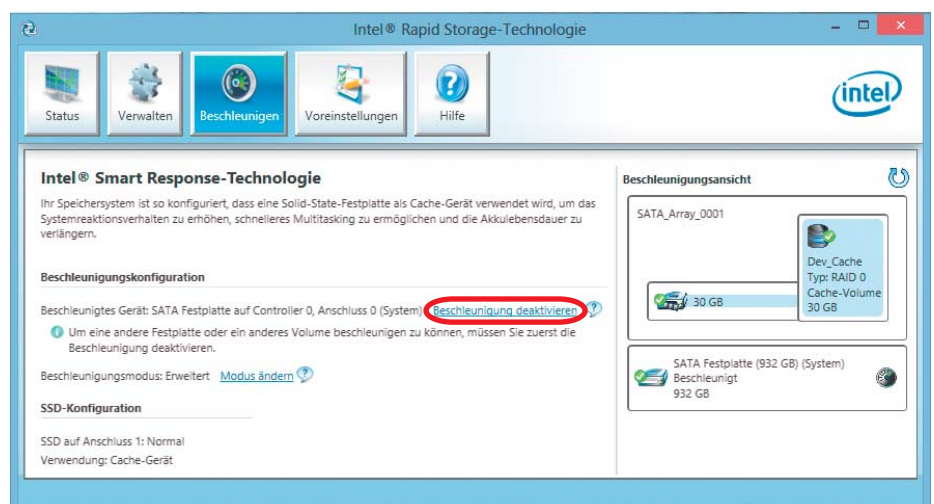 Intel® Rapid Storage-Technologie
Status
Verwalten
Beschleunigen
Voreinstellungen
Hilfe
intel
Intel® Smart Response-Technologie
Ihr Speichersystem ist so konfiguriert, dass eine Solid-State-Festplatte als Cache-Gerät verwendet wird, um das
Systemreaktionsverhalten zu erhöhen, schnelleres Multitasking zu ermöglichen und die Akkulebensdauer zu
verlängern.
Beschleunigungskonfiguration
Beschleunigtes Gerät: SATA Festplatte auf Controller 0, Anschluss 0 (System) Beschleunigung deaktivieren
Um eine andere Festplatte oder ein anderes Volume beschleunigen zu können, müssen Sie zuerst die
Beschleunigung deaktivieren.
Beschleunigungsmodus: Erweitert Modus ändern
SSD-Konfiguration
SSD auf Anschluss 1: Normal
Verwendung: Cache-Gerät
Beschleunigungsansicht
SATA_Array_0001
Dev_Cache
Typ: RAID 0
Cache-Volume
30 GB
30 GB
SATA Festplatte (932 GB) (System)
Beschleunigt
932 GB